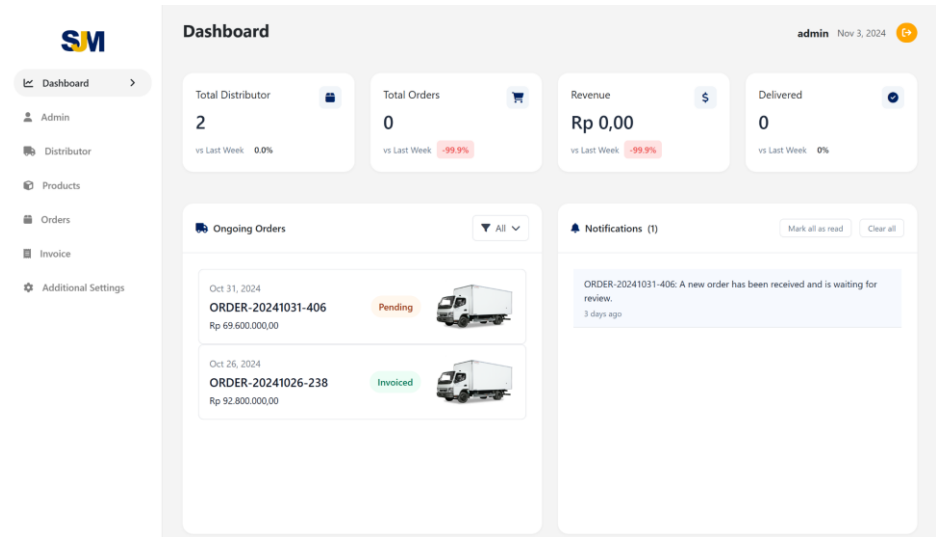 SJM
Dashboard
Admin
Distributor
Products
Orders
Invoice
Additional Settings
Dashboard
admin Nov 3, 2024
Total Distributor
2
vs Last Week 0.0%
Total Orders
0
vs Last Week -99.9%
Revenue
Rp 0,00
vs Last Week -99.9%
Delivered
0
vs Last Week 0%
Ongoing Orders
All
Oct 31, 2024
ORDER-20241031-406
Rp 69.600.000,00
Pending
Oct 26, 2024
ORDER-20241026-238
Rp 92.800.000,00
Invoiced
Notifications (1)
Mark all as read
Clear all
ORDER-20241031-406: A new order has been received and is waiting for
review.
3 days ago